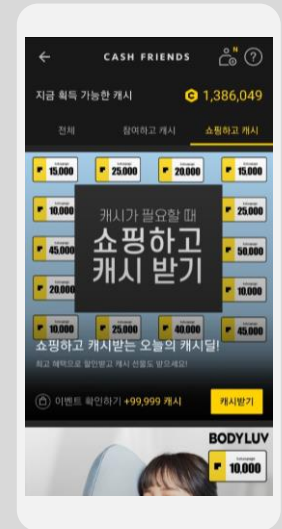 CASH FRIENDS
N
?
지금 획득 가능한 캐시
C 1,386,049
전체 참여하고 캐시 쇼핑하고 캐시
15.000 25.000 20.000 15.000
10.000 25.000
45.000 50.000
20.000 10.000
10.000 25.000 40.000 45.000
캐시가 필요할 때
쇼핑하고
캐시 받기
쇼핑하고 캐시받는 오늘의 캐시딜!
최고 혜택으로 할인받고 캐시 선물도 받으세요!
이벤트 확인하기 +99,999 캐시
캐시받기
BODYLUV
10.000